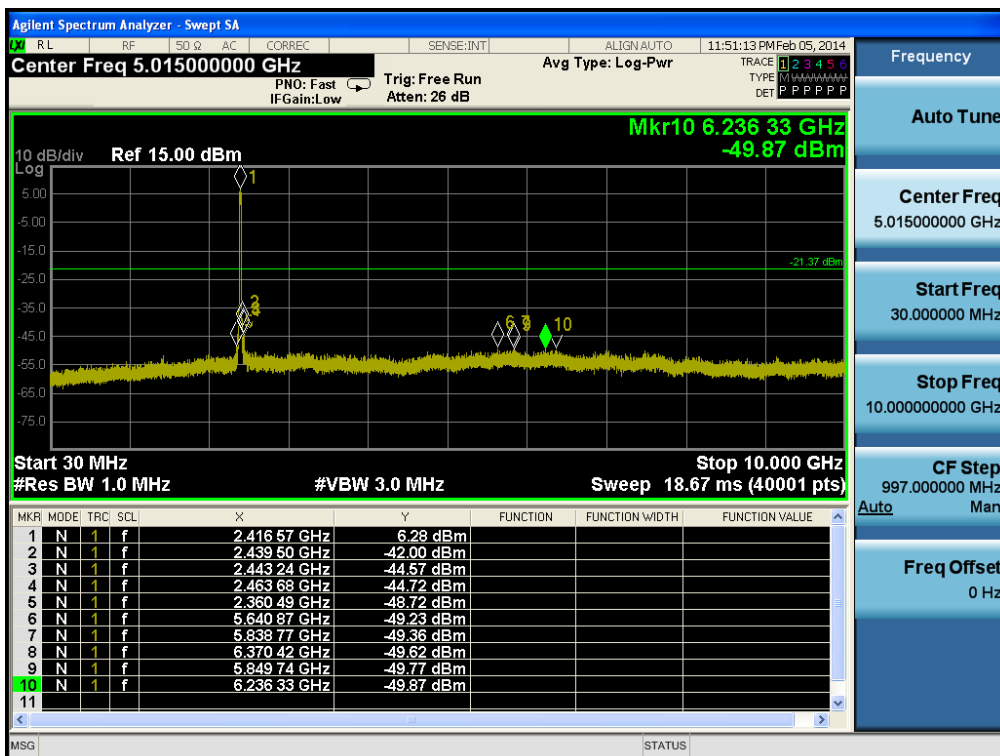 Agilent Spectrum Analyzer - Swept SA
LXI RL RF 50 Ω AC CORREC SENSE:INT ALIGNAUTO 11:51:13 PM Feb 05, 2014
Center Freq 5.015000000 GHz
PNO: Fast
IFGain:Low
Trig: Free Run
Atten: 26 dB
Avg Type: Log-Pwr
TRACE 1 2 3 4 5 6
TYPE M
DET P P P P P P
Mkr10 6.236 33 GHz
-49.87 dBm
10 dB/div Ref 15.00 dBm
Log
5.00
-5.00
-15.0
-25.0
-35.0
-45.0
-55.0
-65.0
-75.0
-21.37 dBm
1
2
6
10
Start 30 MHz Stop 10.000 GHz
#Res BW 1.0 MHz #VBW 3.0 MHz Sweep 18.67 ms (40001 pts)
MKR MODE TRC SCL X Y FUNCTION FUNCTION WIDTH FUNCTION VALUE
1 N 1 f 2.416 57 GHz 6.28 dBm
2 N 1 f 2.439 50 GHz -42.00 dBm
3 N 1 f 2.443 24 GHz -44.57 dBm
4 N 1 f 2.463 68 GHz -44.72 dBm
5 N 1 f 2.360 49 GHz -48.72 dBm
6 N 1 f 5.640 87 GHz -49.23 dBm
7 N 1 f 5.838 77 GHz -49.36 dBm
8 N 1 f 6.370 42 GHz -49.62 dBm
9 N 1 f 5.849 74 GHz -49.77 dBm
10 N 1 f 6.236 33 GHz -49.87 dBm
11
MSG STATUS
Frequency
Auto Tune
Center Freq
5.015000000 GHz
Start Freq
30.000000 MHz
Stop Freq
10.000000000 GHz
CF Step
997.000000 MHz
Auto Man
Freq Offset
0 Hz